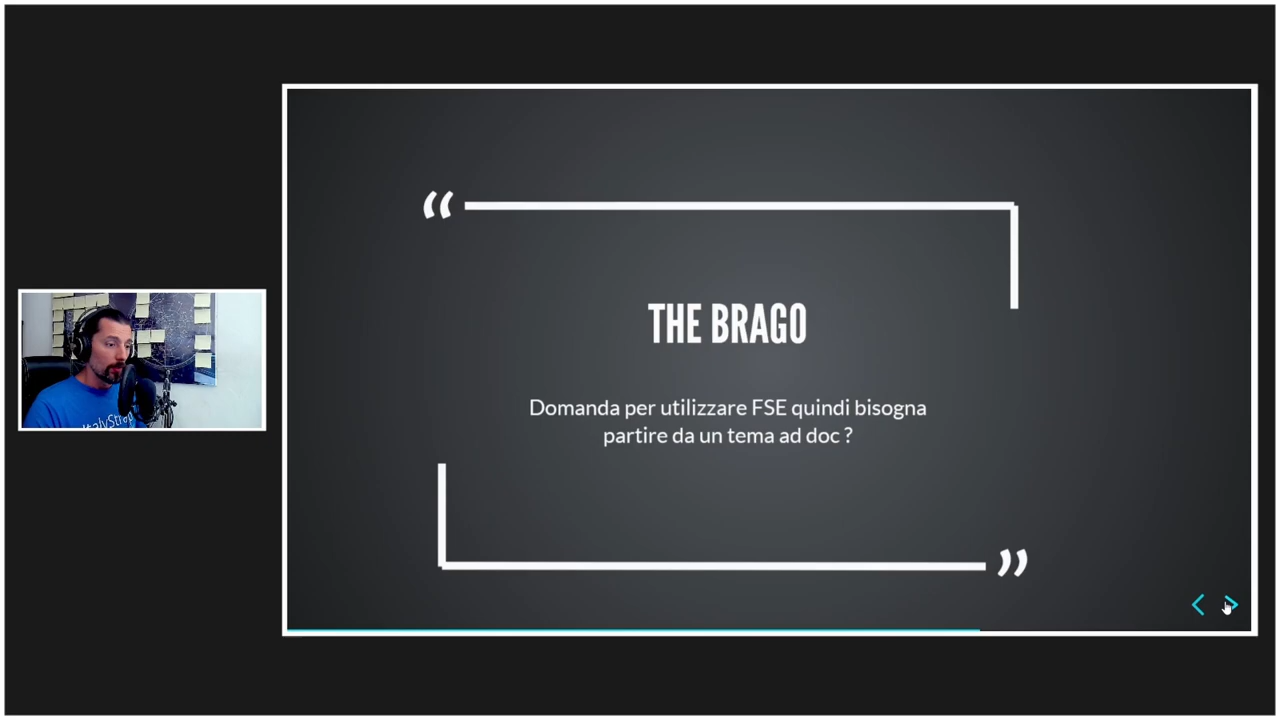 THE BRAGO
Domanda per utilizzare FSE quindi bisogna
partire da un tema ad doc ?